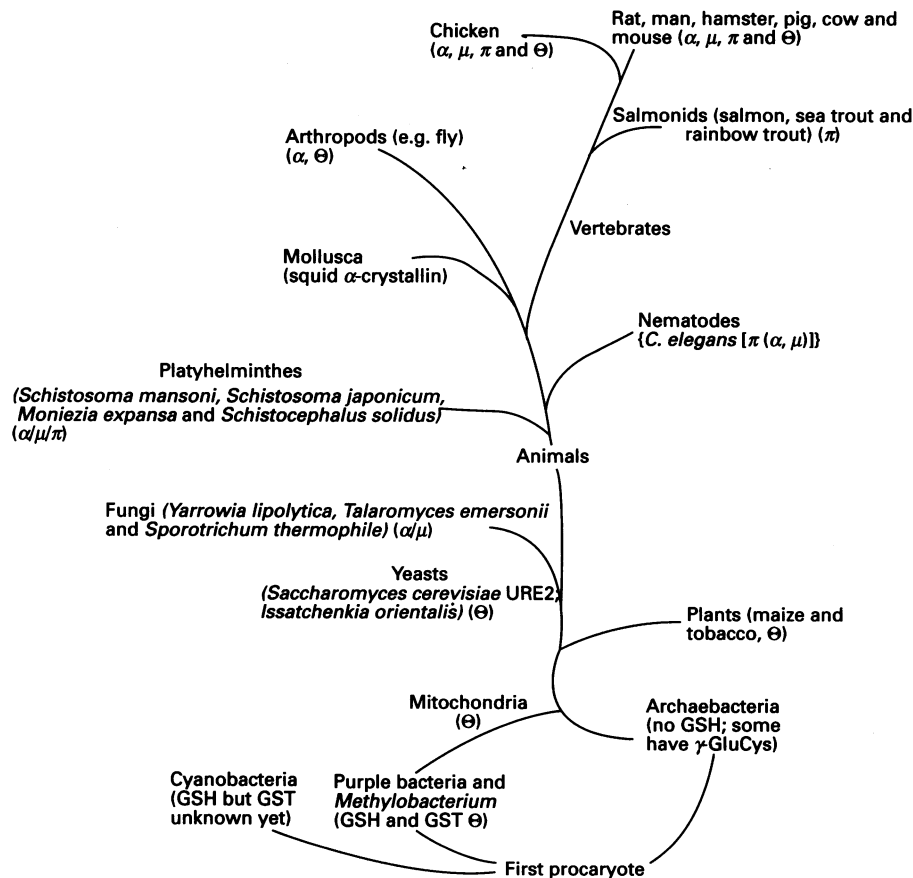 Rat, man, hamster, pig, cow and
mouse (α, μ, π and Θ)
Chicken
(α, μ, π and Θ)
Salmonids (salmon, sea trout and
rainbow trout) (π)
Arthropods (e.g. fly)
(α, Θ)
Vertebrates
Mollusca
(squid α-crystallin)
Nematodes
{C. elegans [π (α, μ)]}
Platyhelminthes
(Schistosoma mansoni, Schistosoma japonicum,
Moniezia expansa and Schistocephalus solidus)
(α/μ/π)
Animals
Fungi (Yarrowia lipolytica, Talaromyces emersonii
and Sporotrichum thermophile) (α/μ)
Yeasts
(Saccharomyces cerevisiae URE2;
Issatchenkia orientalis) (Θ)
Plants (maize and
tobacco, Θ)
Mitochondria
(Θ)
Archaebacteria
(no GSH; some
have γ-GluCys)
Cyanobacteria
(GSH but GST
unknown yet)
Purple bacteria and
Methylobacterium
(GSH and GST Θ)
First procaryote